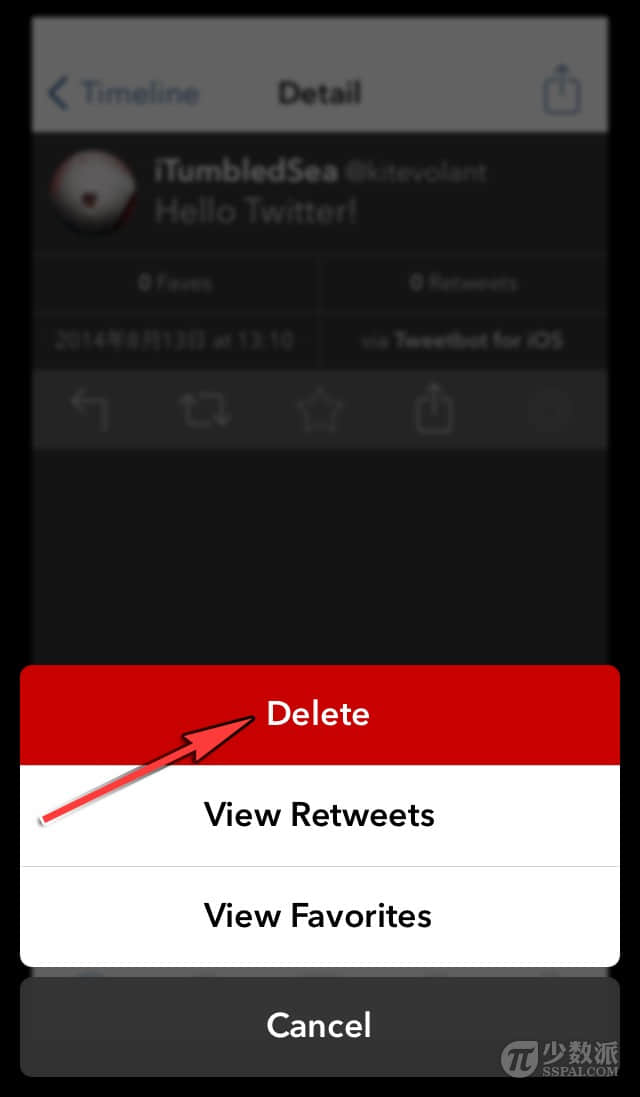 Timeline
Detail
iTumbledSea @kitevolant
Hello Twitter!
0 Faves
0 Retweets
2014年8月13日 at 13:10
via Tweetbot for iOS
Delete
View Retweets
View Favorites
Cancel
少数派
SSPAI.COM